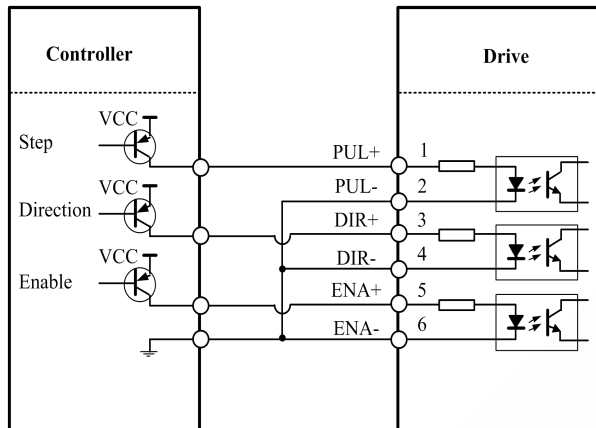 Controller
Drive
VCC
Step
PUL+ 1
PUL- 2
VCC
Direction
DIR+ 3
DIR- 4
VCC
Enable
ENA+ 5
ENA- 6